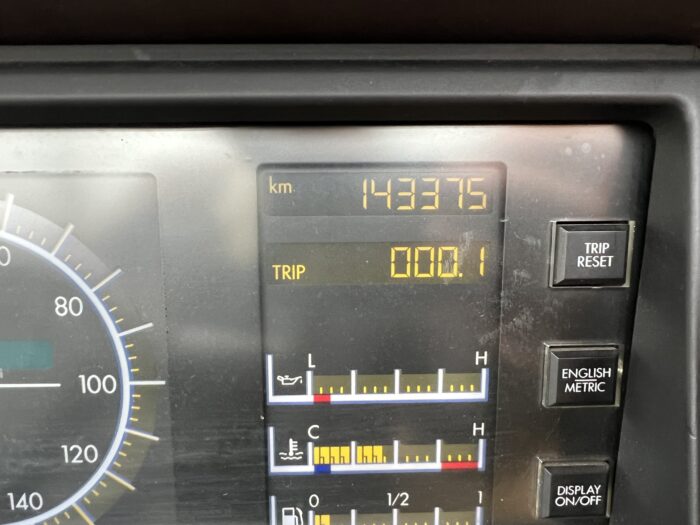 km 143375
TRIP 000.1
TRIP
RESET
80
100
120
140
L H
ENGLISH
METRIC
C H
0 1/2 1
DISPLAY
ON/OFF